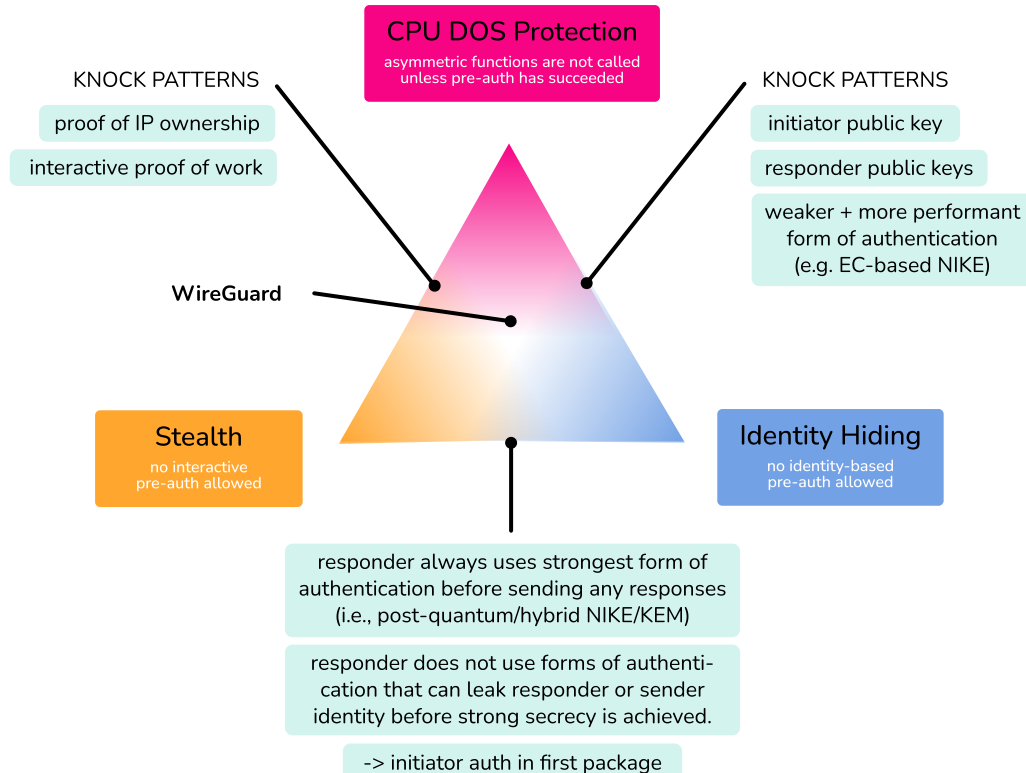 CPU DOS Protection
asymmetric functions are not called
unless pre-auth has succeeded
KNOCK PATTERNS
proof of IP ownership
interactive proof of work
KNOCK PATTERNS
initiator public key
responder public keys
weaker + more performant
form of authentication
(e.g. EC-based NIKE)
WireGuard
Stealth
no interactive
pre-auth allowed
Identity Hiding
no identity-based
pre-auth allowed
responder always uses strongest form of
authentication before sending any responses
(i.e., post-quantum/hybrid NIKE/KEM)
responder does not use forms of authenti-
cation that can leak responder or sender
identity before strong secrecy is achieved.
-> initiator auth in first package